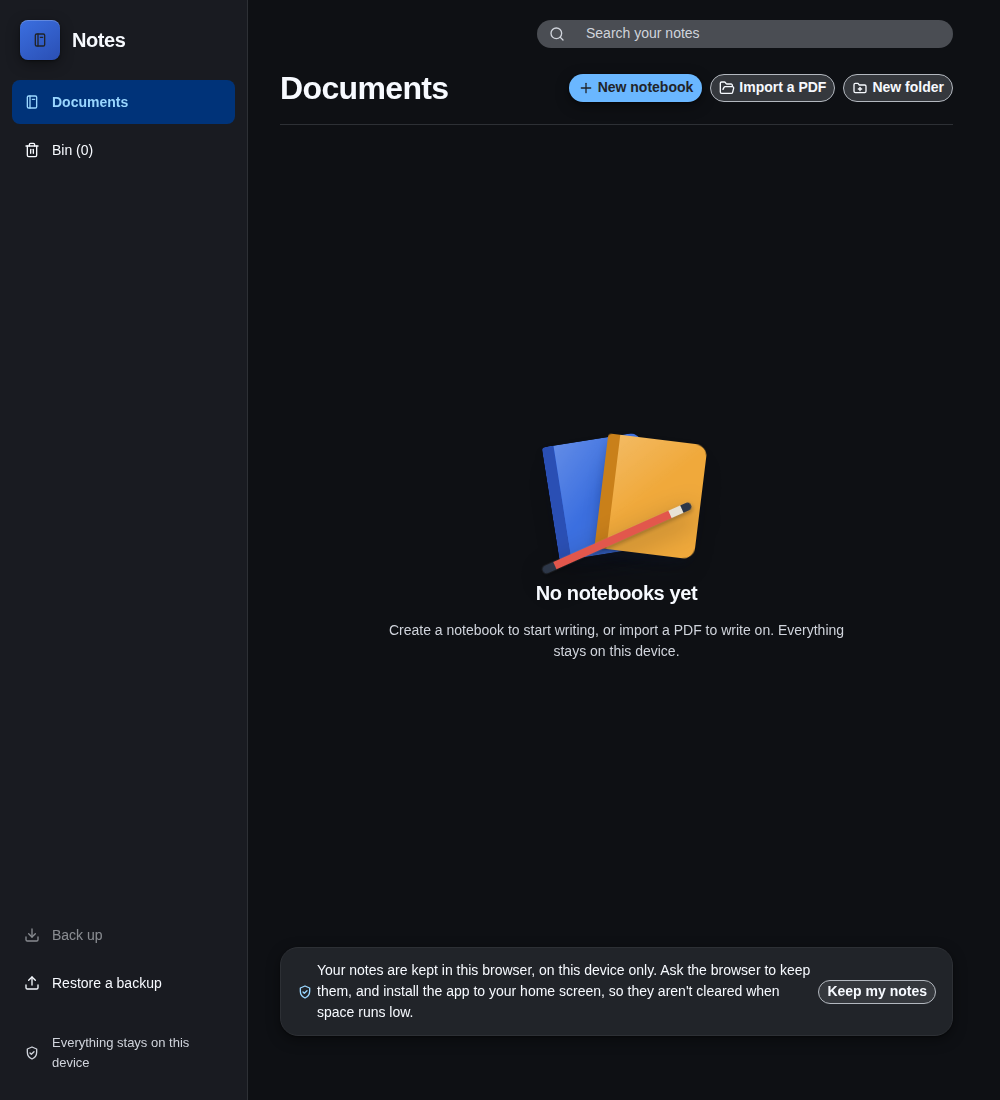 Notes
Documents
Bin (0)
Back up
Restore a backup
Everything stays on this
device
Search your notes
Documents
New notebook
Import a PDF
New folder
No notebooks yet
Create a notebook to start writing, or import a PDF to write on. Everything
stays on this device.
Your notes are kept in this browser, on this device only. Ask the browser to keep
them, and install the app to your home screen, so they aren't cleared when
space runs low.
Keep my notes